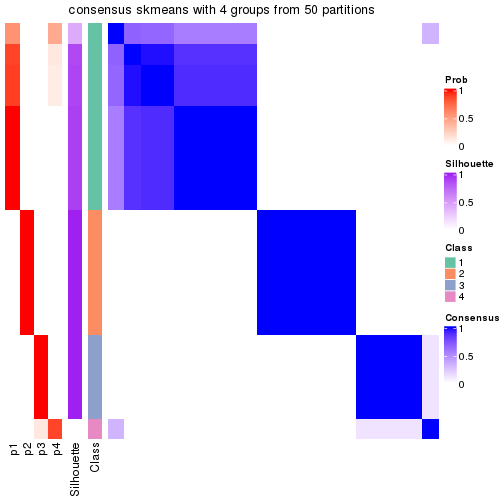 consensus skmeans with 4 groups from 50 partitions
Prob
1
0.5
0
Silhouette
1
0.5
0
Class
1
2
3
4
Consensus
1
0.5
0
p1
p2
p3
p4
Silhouette
Class